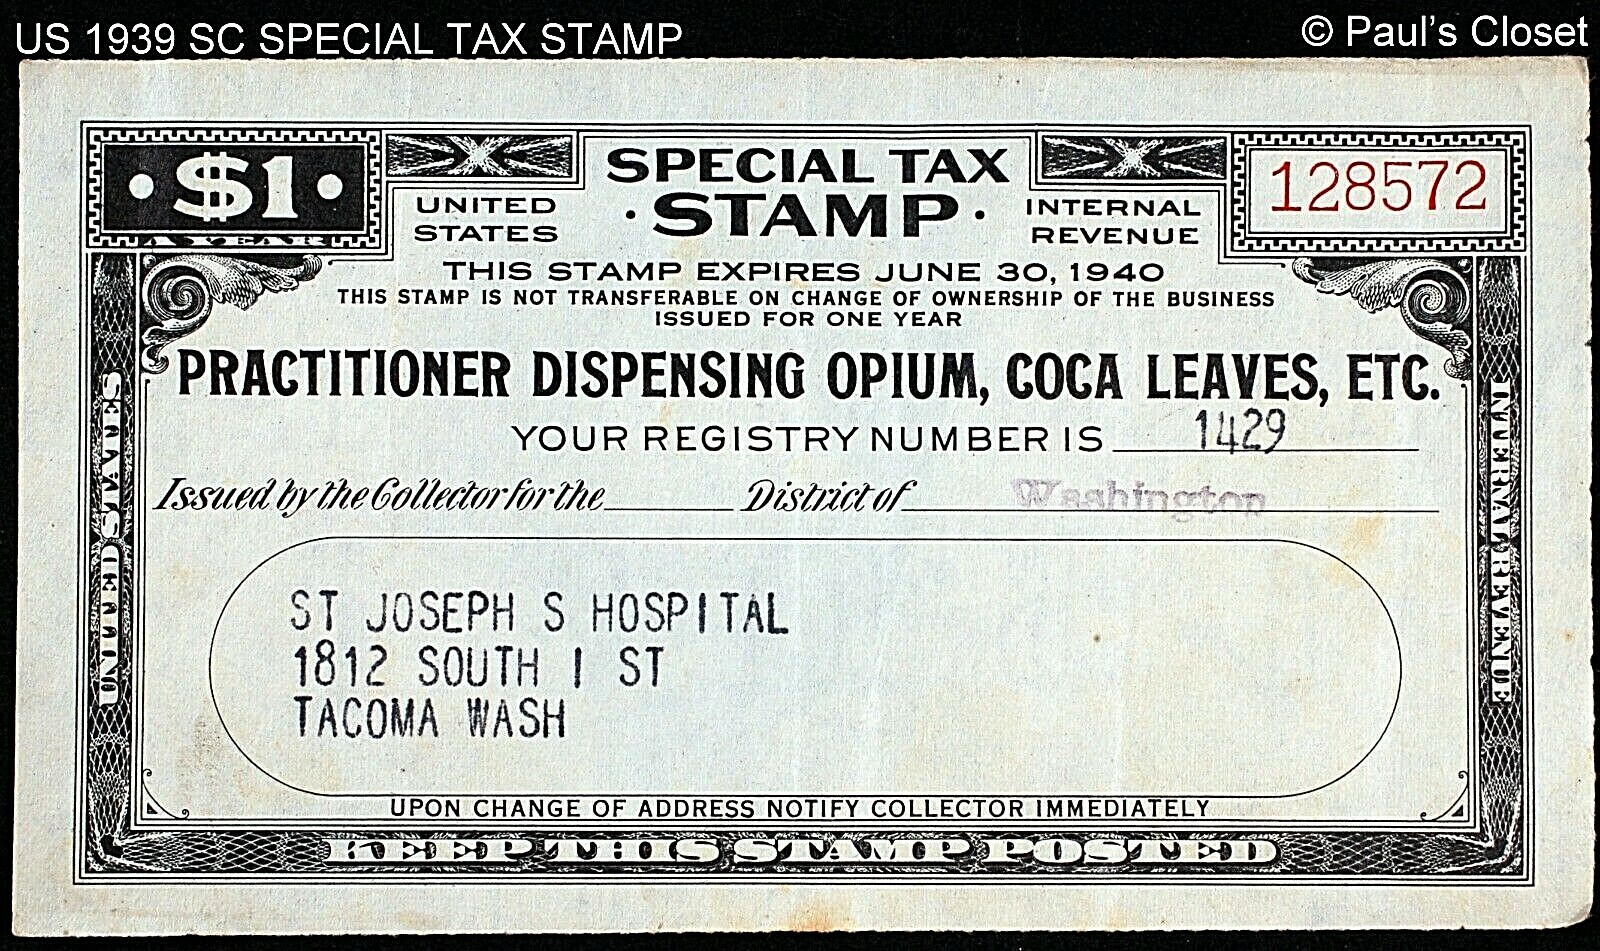 US 1939 SC SPECIAL TAX STAMP
© Paul's Closet
· $1 ·
A YEAR
UNITED STATES
SPECIAL TAX
· STAMP ·
INTERNAL REVENUE
128572
THIS STAMP EXPIRES JUNE 30, 1940
THIS STAMP IS NOT TRANSFERABLE ON CHANGE OF OWNERSHIP OF THE BUSINESS
ISSUED FOR ONE YEAR
PRACTITIONER DISPENSING OPIUM, COCA LEAVES, ETC.
YOUR REGISTRY NUMBER IS 1429
Issued by the Collector for the District of Washington
UNITED STATES
INTERNAL REVENUE
ST JOSEPH S HOSPITAL
1812 SOUTH I ST
TACOMA WASH
UPON CHANGE OF ADDRESS NOTIFY COLLECTOR IMMEDIATELY
KEEP THIS STAMP POSTED